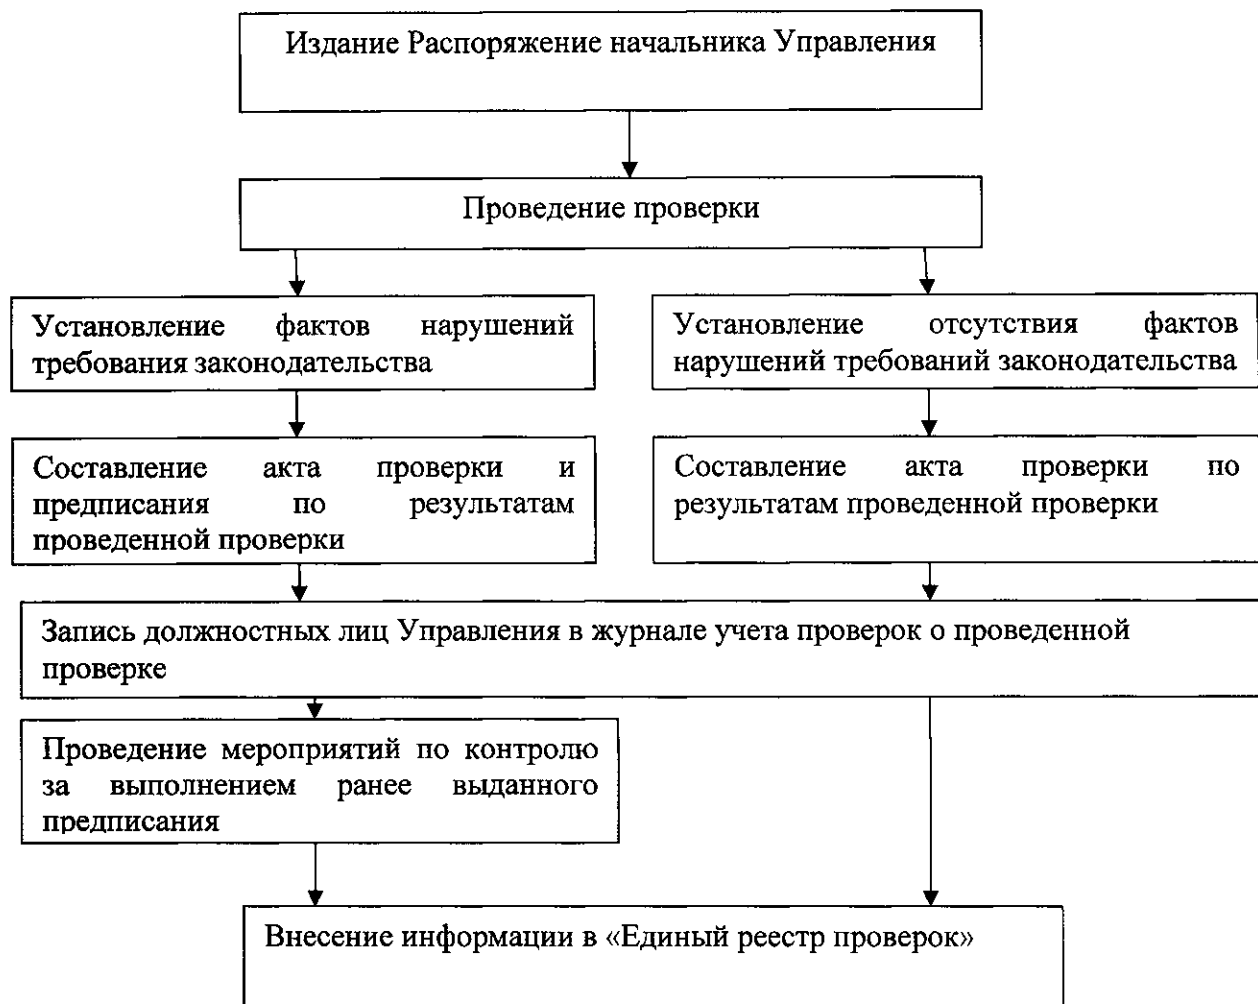 Издание Распоряжение начальника Управления
Проведение проверки
Установление фактов нарушений
требования законодательства
Установление отсутствия фактов
нарушений требований законодательства
Составление акта проверки и
предписания по результатам
проведенной проверки
Составление акта проверки по
результатам проведенной проверки
Запись должностных лиц Управления в журнале учета проверок о проведенной
проверке
Проведение мероприятий по контролю
за выполнением ранее выданного
предписания
Внесение информации в «Единый реестр проверок»